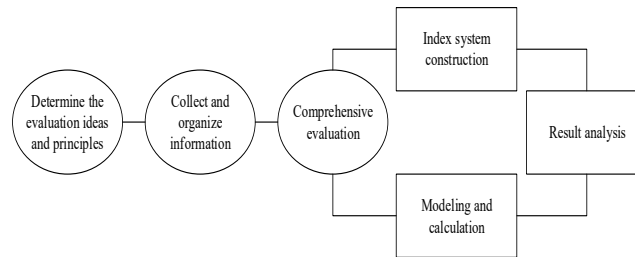 Determine the
evaluation ideas
and principles
Collect and
organize
information
Comprehensive
evaluation
Index system
construction
Modeling and
calculation
Result analysis